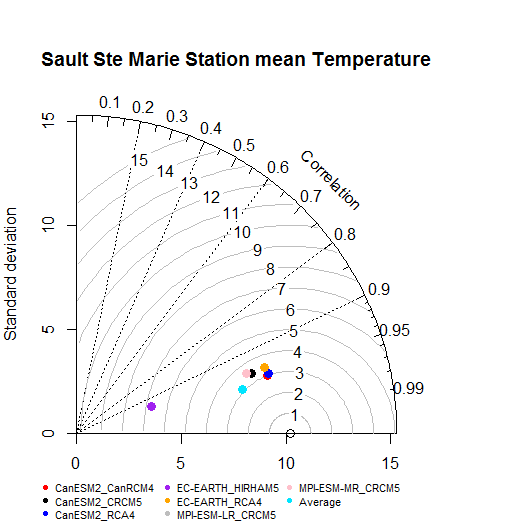 Sault Ste Marie Station mean Temperature
0.1 0.2 0.3 0.4 0.5 0.6 0.7 0.8 0.9 0.95 0.99
Correlation
Standard deviation
15 10 5 0
15 14 13 12 11 10 9 8 7 6 5 4 3 2 1
0 5 10 15
CanESM2_CanRCM4 EC-EARTH_HIRHAM5 MPI-ESM-MR_CRCM5
CanESM2_CRCM5 EC-EARTH_RCA4 Average
CanESM2_RCA4 MPI-ESM-LR_CRCM5